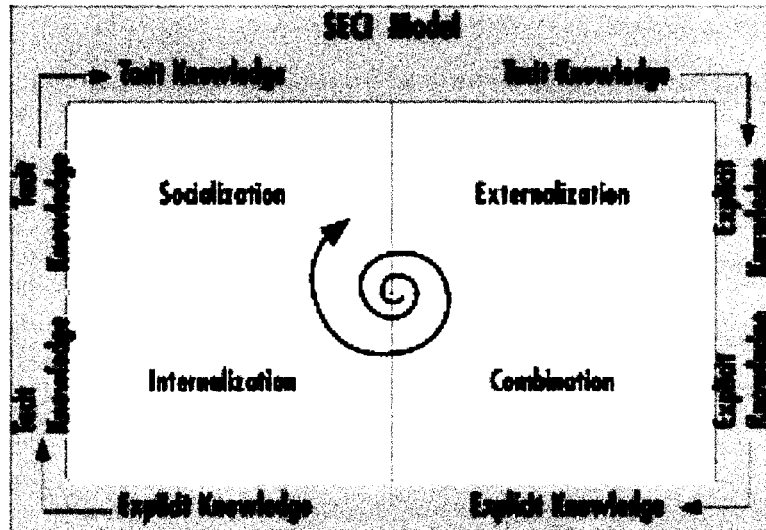 SECI Model
Tacit Knowledge
Tacit Knowledge
Tacit Knowledge
Explicit Knowledge
Socialization
Externalization
Internalization
Combination
Tacit Knowledge
Explicit Knowledge
Explicit Knowledge
Explicit Knowledge